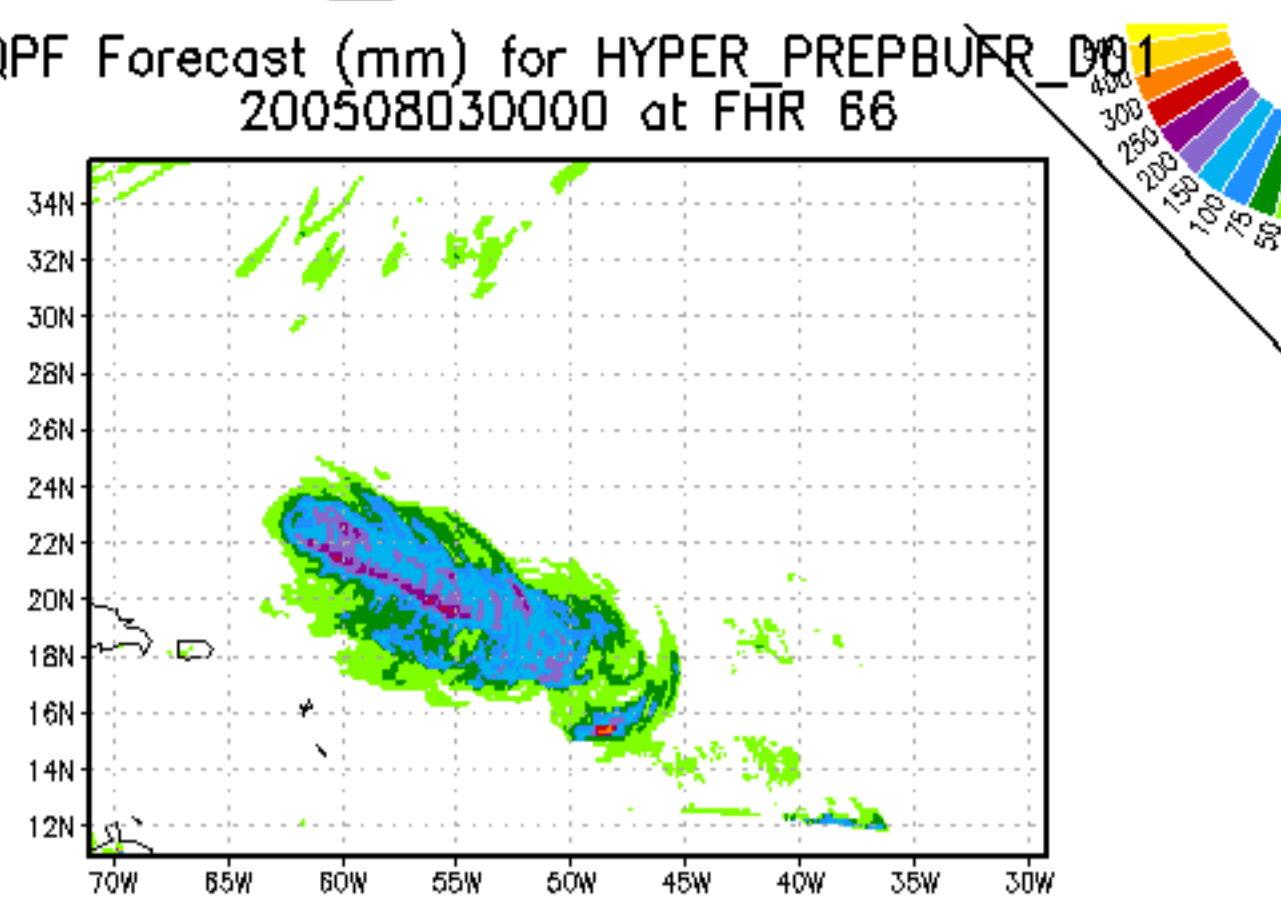 QPF Forecast (mm) for HYPER_PREPBUFR_D01
200508030000 at FHR 66
400
300
250
200
150
100
75
50
34N
32N
30N
28N
26N
24N
22N
20N
18N
16N
14N
12N
70W 65W 60W 55W 50W 45W 40W 35W 30W